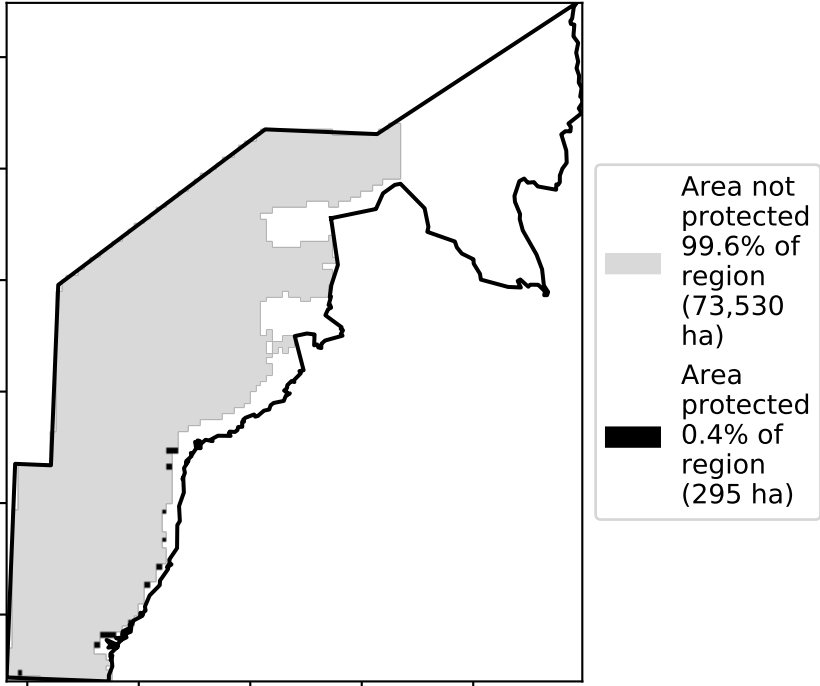 Area not
protected
99.6% of
region
(73,530
ha)
Area
protected
0.4% of
region
(295 ha)